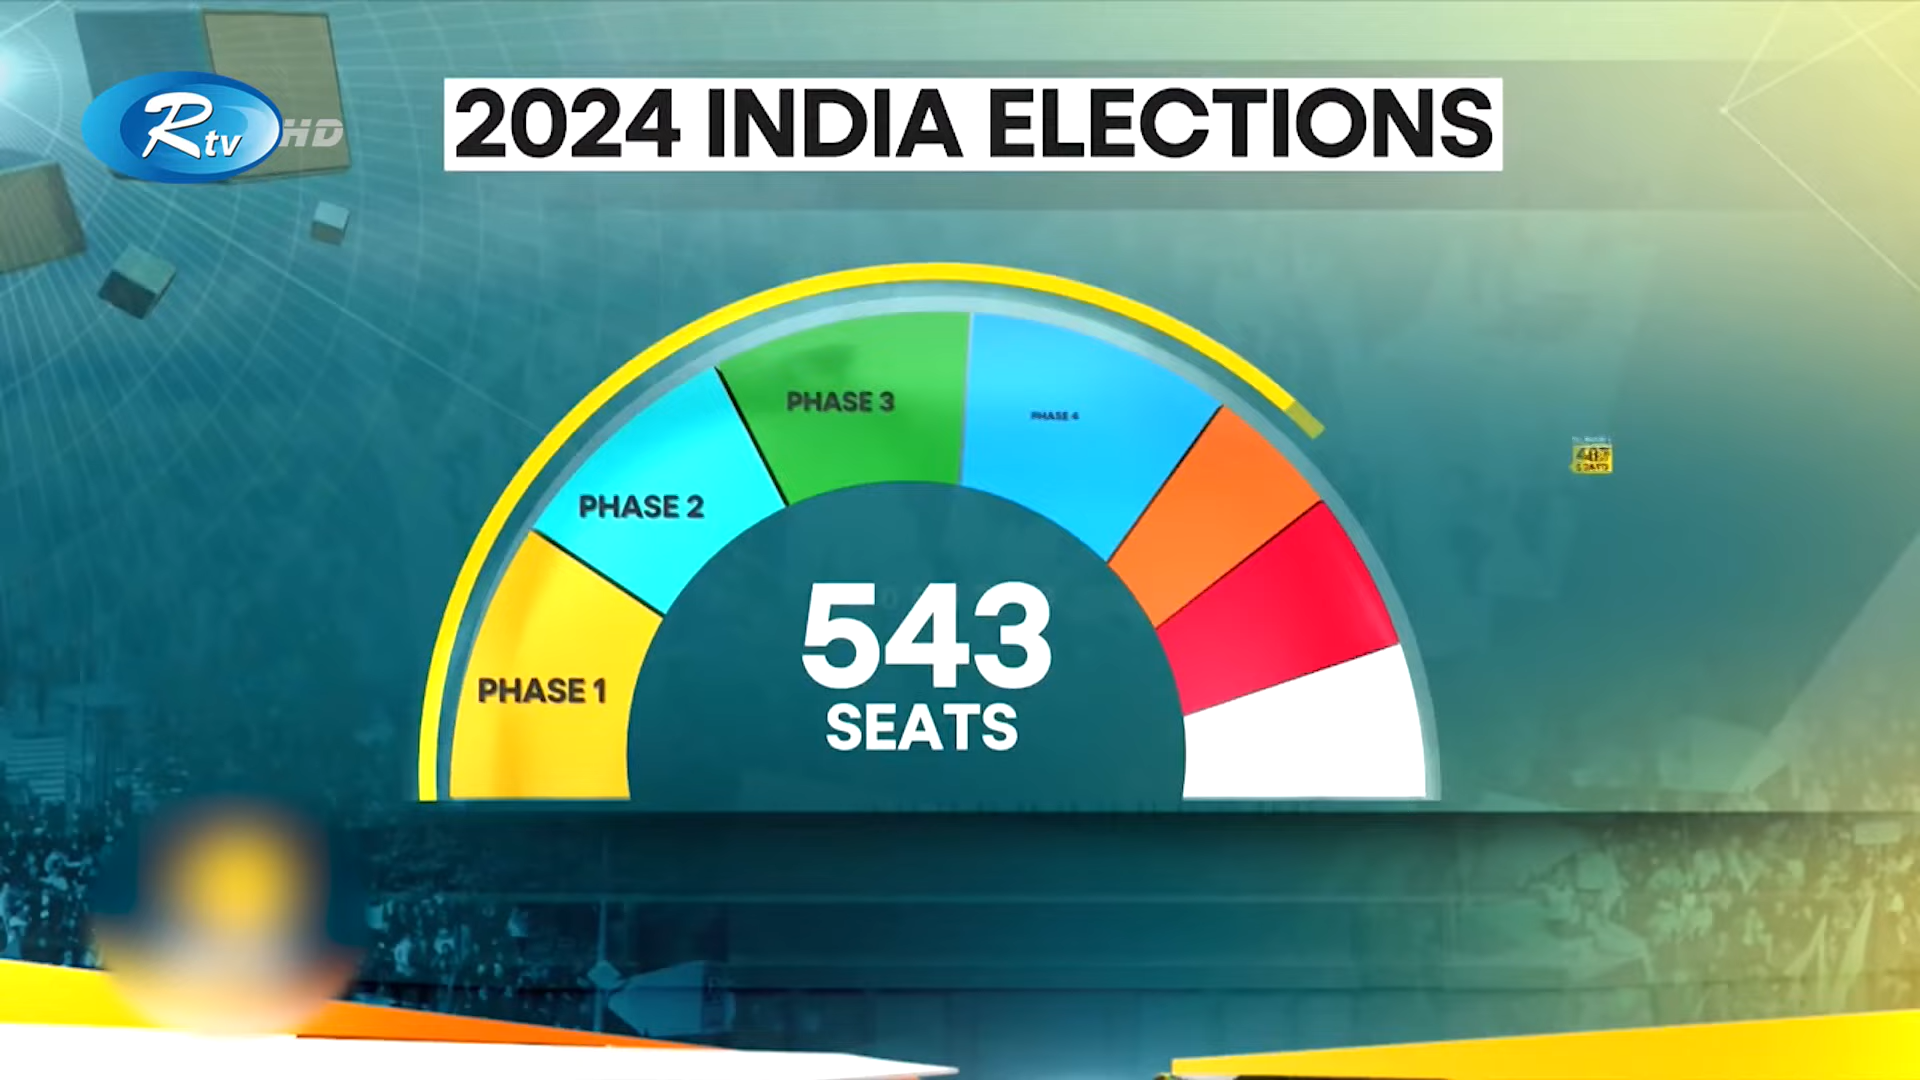 Rtv HD
2024 INDIA ELECTIONS
PHASE 1
PHASE 2
PHASE 3
PHASE 4
543
SEATS